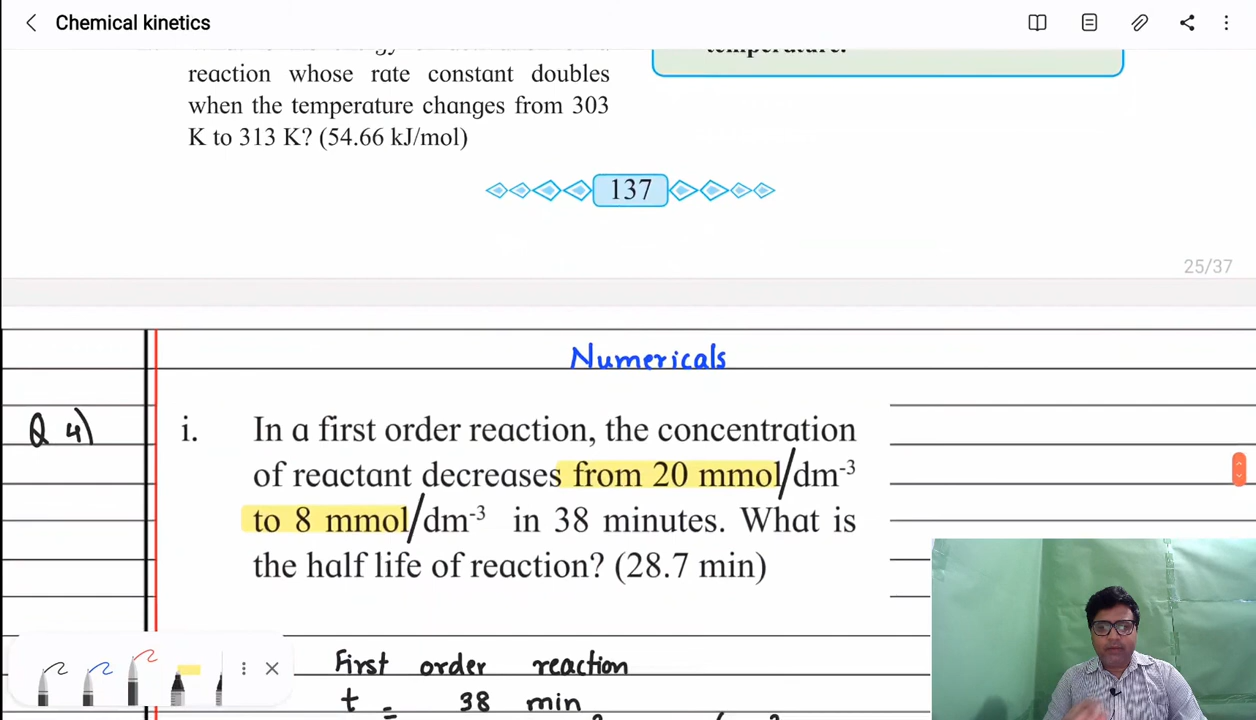 Chemical kinetics
temperature.
reaction whose rate constant doubles
when the temperature changes from 303
K to 313 K? (54.66 kJ/mol)
137
25/37
Numericals
Q 4)
i. In a first order reaction, the concentration
of reactant decreases from 20 mmol/dm-3
to 8 mmol/dm-3 in 38 minutes. What is
the half life of reaction? (28.7 min)
First order reaction
t = 38 min